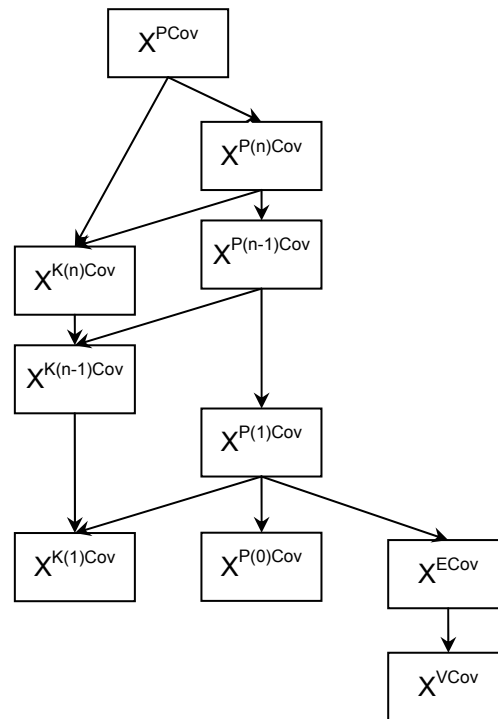 X^PCov
X^P(n)Cov
X^P(n-1)Cov
X^K(n)Cov
X^K(n-1)Cov
X^P(1)Cov
X^K(1)Cov
X^P(0)Cov
X^ECov
X^VCov